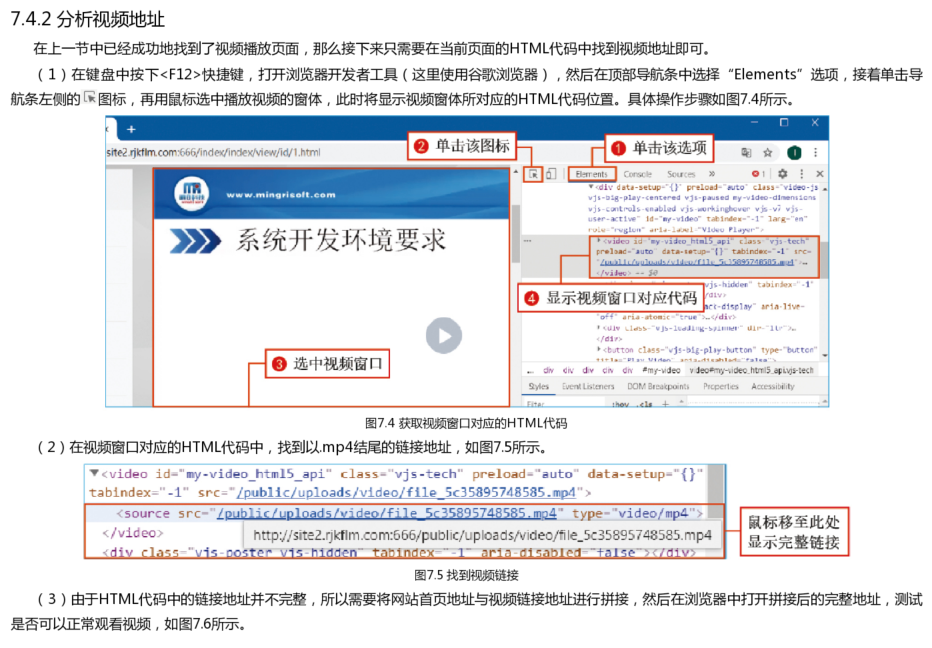 7.4.2 分析视频地址
在上一节中已经成功地找到了视频播放页面，那么接下来只需要在当前页面的HTML代码中找到视频地址即可。
（1）在键盘中按下<F12>快捷键，打开浏览器开发者工具（这里使用谷歌浏览器），然后在顶部导航条中选择“Elements”选项，接着单击导
航条左侧的图标，再用鼠标选中播放视频的窗体，此时将显示视频窗体所对应的HTML代码位置。具体操作步骤如图7.4所示。
site2.rjkflm.com:666/index/index/view/id/1.html
2 单击该图标
1 单击该选项
Elements Console Sources » 1
www.mingrisoft.com
系统开发环境要求
<div data-setup="{}" preload="auto" class="video-js
vjs-big-play-centered vjs-paused my-video-dimensions
vjs-controls-enabled vjs-workinghover vjs-v7 vjs-
user-active" id="my-video" tabindex="-1" lang="en"
role="region" aria-label="Video Player">
<video id="my-video_html5_api" class="vjs-tech"
preload="auto" data-setup="{}" tabindex="-1" src=
"/public/uploads/video/file_5c35895748585.mp4">…
</video> == $0
vjs-hidden" tabindex="-1"
></div>
4 显示视频窗口对应代码
ck-display" aria-live-
"off" aria-atomic="true">…</div>
<div class="vjs-loading-spinner" dir="ltr">…
</div>
<button class="vjs-big-play-button" type="button"
title="Play Video" aria-disabled="false">
3 选中视频窗口
… div div div div div #my-video video#my-video_html5_api.vjs-tech
Styles Event Listeners DOM Breakpoints Properties Accessibility
Filter :hov .cls +
图7.4 获取视频窗口对应的HTML代码
（2）在视频窗口对应的HTML代码中，找到以.mp4结尾的链接地址，如图7.5所示。
<video id="my-video_html5_api" class="vjs-tech" preload="auto" data-setup="{}"
tabindex="-1" src="/public/uploads/video/file_5c35895748585.mp4">
<source src="/public/uploads/video/file_5c35895748585.mp4" type="video/mp4">
</video>
http://site2.rjkflm.com:666/public/uploads/video/file_5c35895748585.mp4
<div class="vjs-poster vjs-hidden" tabindex="-1" aria-disabled="false"></div>
鼠标移至此处
显示完整链接
图7.5 找到视频链接
（3）由于HTML代码中的链接地址并不完整，所以需要将网站首页地址与视频链接地址进行拼接，然后在浏览器中打开拼接后的完整地址，测试
是否可以正常观看视频，如图7.6所示。